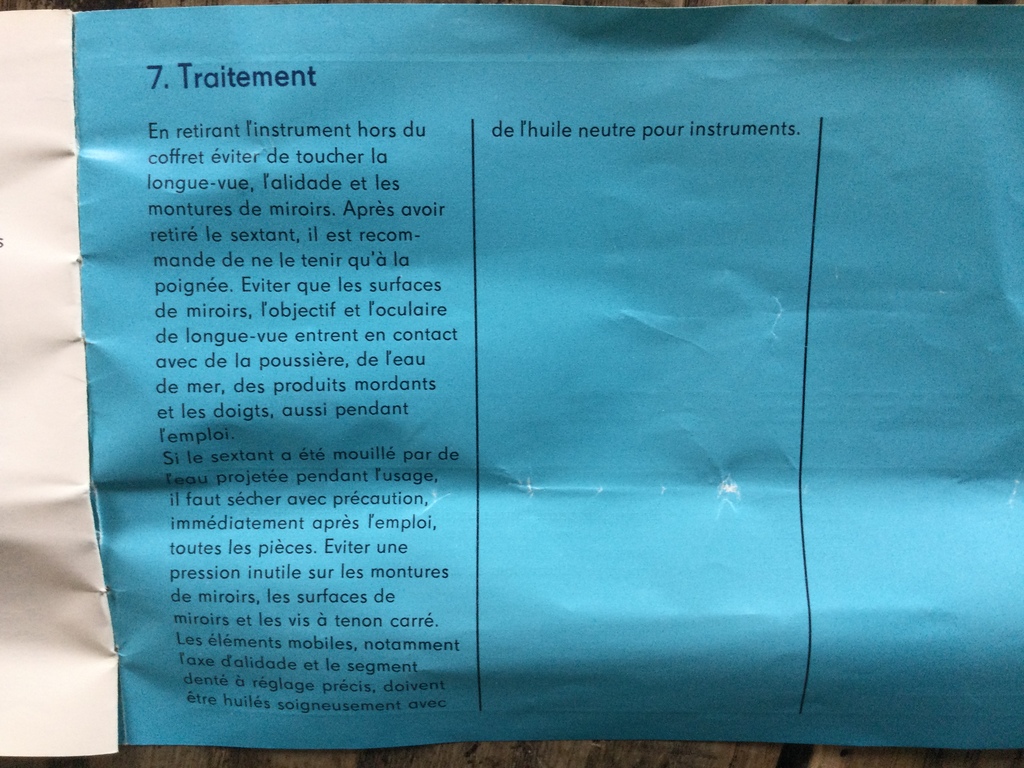 7. Traitement
En retirant l'instrument hors du
coffret éviter de toucher la
longue-vue, l'alidade et les
montures de miroirs. Après avoir
retiré le sextant, il est recom-
mande de ne le tenir qu'à la
poignée. Eviter que les surfaces
de miroirs, l'objectif et l'oculaire
de longue-vue entrent en contact
avec de la poussière, de l'eau
de mer, des produits mordants
et les doigts, aussi pendant
l'emploi.
Si le sextant a été mouillé par de
l'eau projetée pendant l'usage,
il faut sécher avec précaution,
immédiatement après l'emploi,
toutes les pièces. Eviter une
pression inutile sur les montures
de miroirs, les surfaces de
miroirs et les vis à tenon carré.
Les éléments mobiles, notamment
l'axe d'alidade et le segment
denté à réglage précis, doivent
être huilés soigneusement avec
de l'huile neutre pour instruments.
s